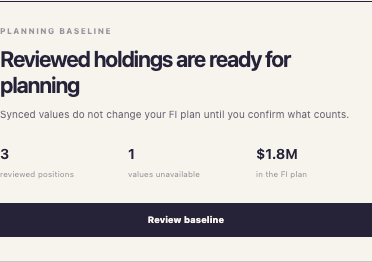 PLANNING BASELINE
Reviewed holdings are ready for
planning
Synced values do not change your FI plan until you confirm what counts.
3
reviewed positions
1
values unavailable
$1.8M
in the FI plan
Review baseline